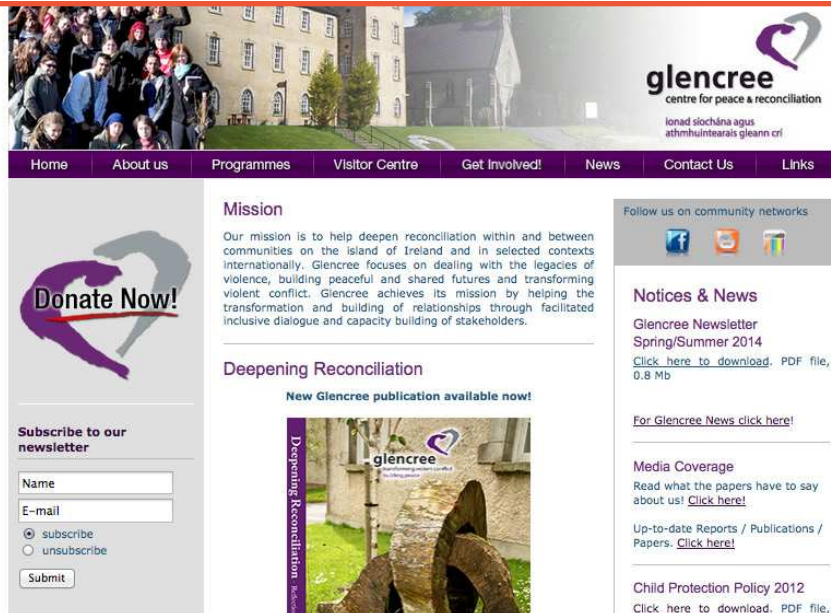 glencree
centre for peace & reconciliation
ionad síochána agus
athmhuintearais gleann crí
Home About us Programmes Visitor Centre Get Involved! News Contact Us Links
Donate Now!
Subscribe to our
newsletter
Name
E-mail
subscribe
unsubscribe
Submit
Mission
Our mission is to help deepen reconciliation within and between
communities on the island of Ireland and in selected contexts
internationally. Glencree focuses on dealing with the legacies of
violence, building peaceful and shared futures and transforming
violent conflict. Glencree achieves its mission by helping the
transformation and building of relationships through facilitated
inclusive dialogue and capacity building of stakeholders.
Deepening Reconciliation
New Glencree publication available now!
Deepening Reconciliation
glencree
transforming violent conflict
building peace
Follow us on community networks
Notices & News
Glencree Newsletter
Spring/Summer 2014
Click here to download. PDF file,
0.8 Mb
For Glencree News click here!
Media Coverage
Read what the papers have to say
about us! Click here!
Up-to-date Reports / Publications /
Papers. Click here!
Child Protection Policy 2012
Click here to download. PDF file,